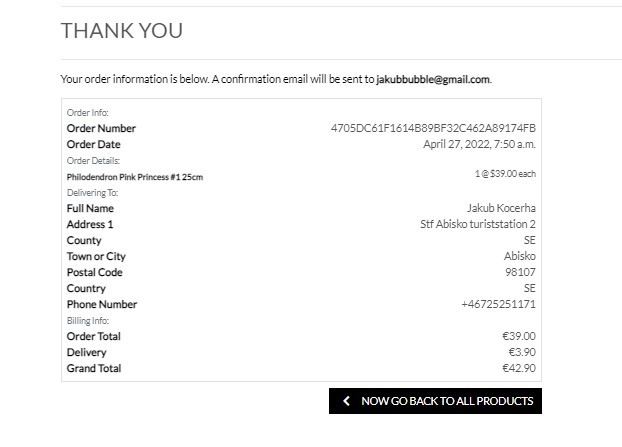 THANK YOU
Your order information is below. A confirmation email will be sent to jakubbubble@gmail.com.
Order Info:
Order Number 4705DC61F1614B89BF32C462A89174FB
Order Date April 27, 2022, 7:50 a.m.
Order Details:
Philodendron Pink Princess #1 25cm 1 @ $39.00 each
Delivering To:
Full Name Jakub Kocerha
Address 1 Stf Abisko turiststation 2
County SE
Town or City Abisko
Postal Code 98107
Country SE
Phone Number +46725251171
Billing Info:
Order Total €39.00
Delivery €3.90
Grand Total €42.90
NOW GO BACK TO ALL PRODUCTS